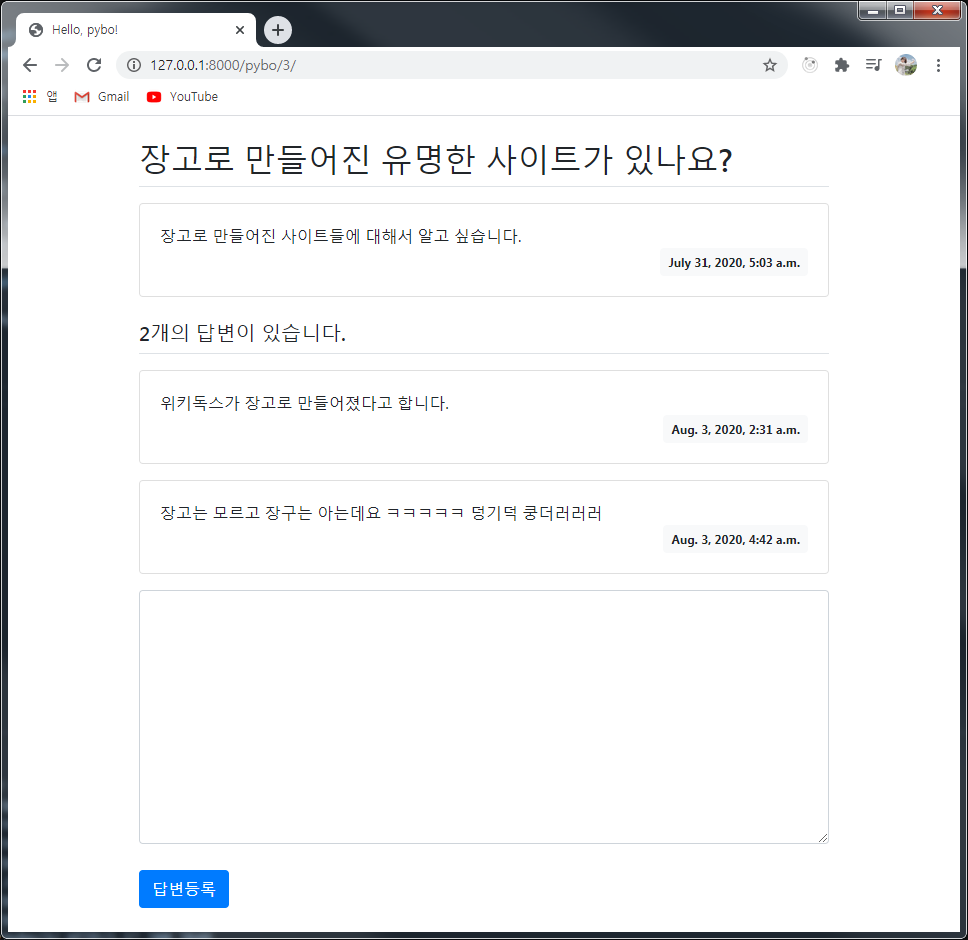 Hello, pybo!
127.0.0.1:8000/pybo/3/
앱 Gmail YouTube
장고로 만들어진 유명한 사이트가 있나요?
장고로 만들어진 사이트들에 대해서 알고 싶습니다.
July 31, 2020, 5:03 a.m.
2개의 답변이 있습니다.
위키독스가 장고로 만들어졌다고 합니다.
Aug. 3, 2020, 2:31 a.m.
장고는 모르고 장구는 아는데요 ㅋㅋㅋㅋㅋ 덩기덕 쿵더러러러
Aug. 3, 2020, 4:42 a.m.
답변등록